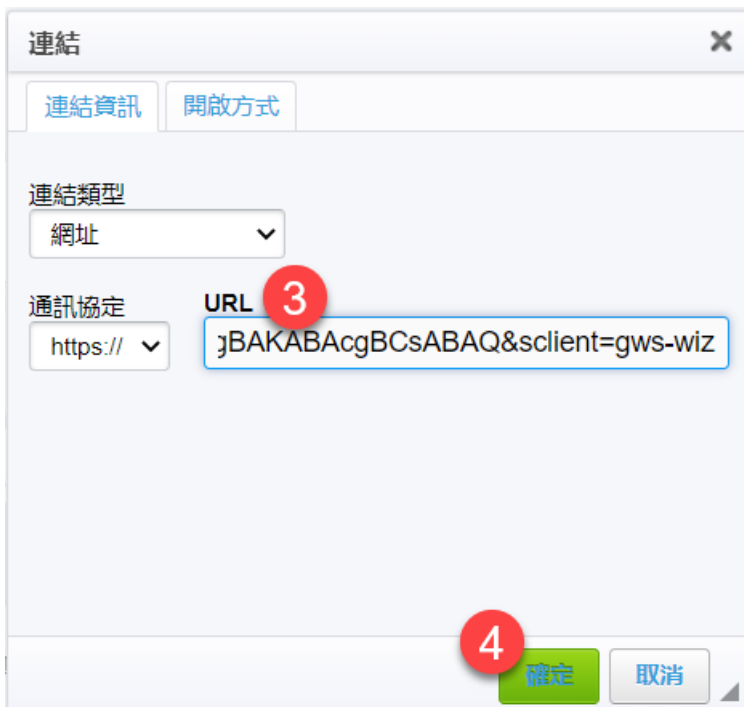 連結
連結資訊 開啟方式
連結類型
網址
通訊協定 URL 3
https:// gBAKABAcgBCsABAQ&sclient=gws-wiz
4
確定 取消